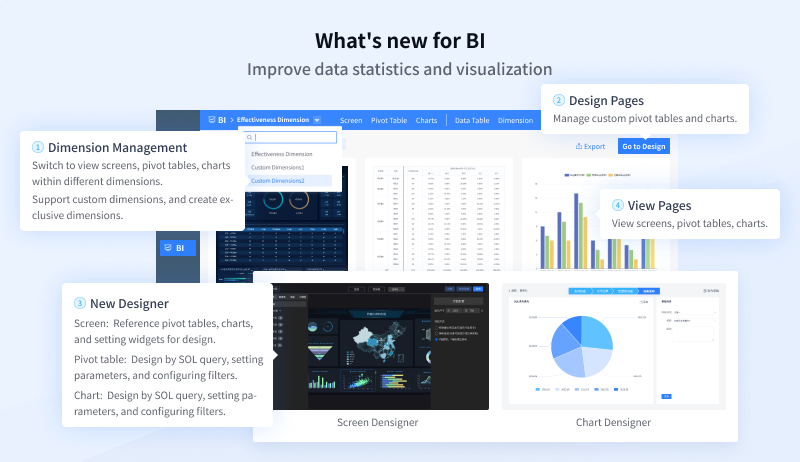 What's new for BI
Improve data statistics and visualization
2 Design Pages
Manage custom pivot tables and charts.
BI > Effectiveness Dimension
Screen Pivot Table Charts Data Table Dimension
Export Go to Design
Effectiveness Dimension
Custom Dimensions1
Custom Dimensions2
1 Dimension Management
Switch to view screens, pivot tables, charts
within different dimensions.
Support custom dimensions, and create ex-
clusive dimensions.
4 View Pages
View screens, pivot tables, charts.
BI
3 New Designer
Screen: Reference pivot tables, charts,
and setting widgets for design.
Pivot table: Design by SOL query, setting
parameters, and configuring filters.
Chart: Design by SOL query, setting pa-
rameters, and configuring filters.
Screen Densigner
Chart Densigner